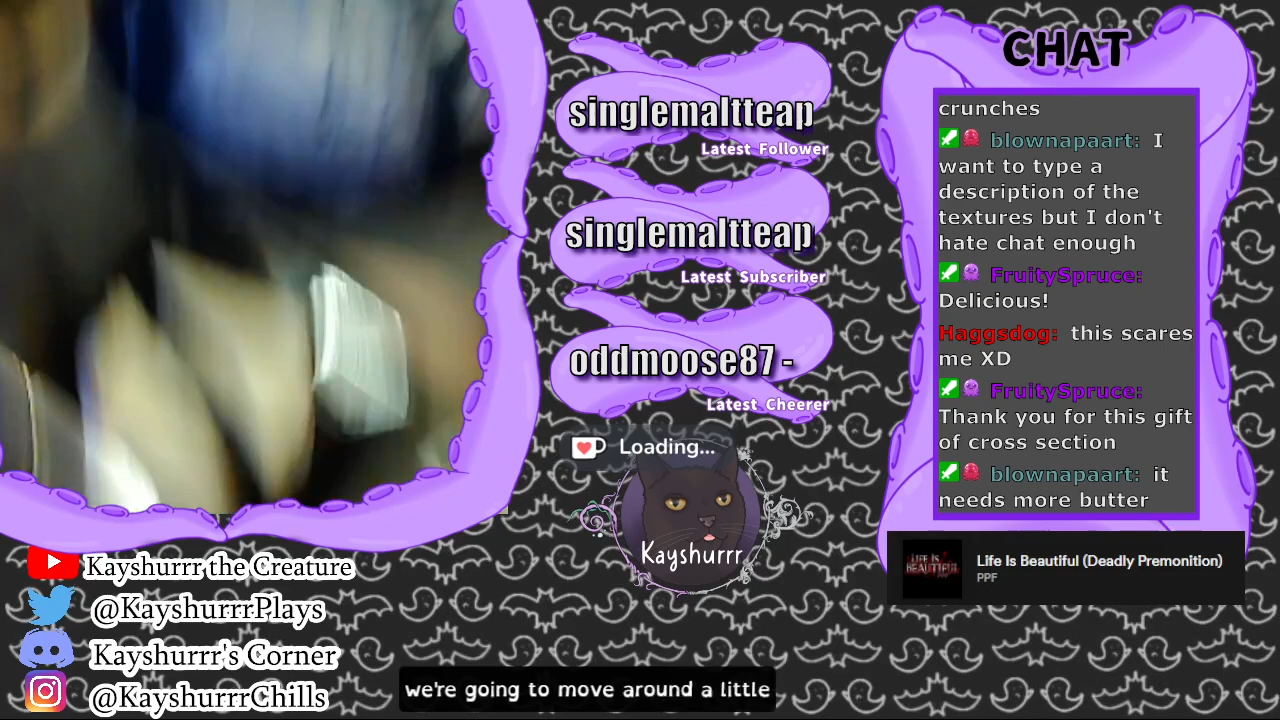 singlemaltteap
Latest Follower
singlemaltteap
Latest Subscriber
oddmoose87 -
Latest Cheerer
Loading...
Kayshurrr
CHAT
crunches
blownapaart: I
want to type a
description of the
textures but I don't
hate chat enough
FruitySpruce:
Delicious!
Haggsdog: this scares
me XD
FruitySpruce:
Thank you for this gift
of cross section
blownapaart: it
needs more butter
LIFE IS
BEAUTIFUL
Life Is Beautiful (Deadly Premonition)
PPF
Kayshurrr the Creature
@KayshurrrPlays
Kayshurrr's Corner
@KayshurrrChills
we're going to move around a little